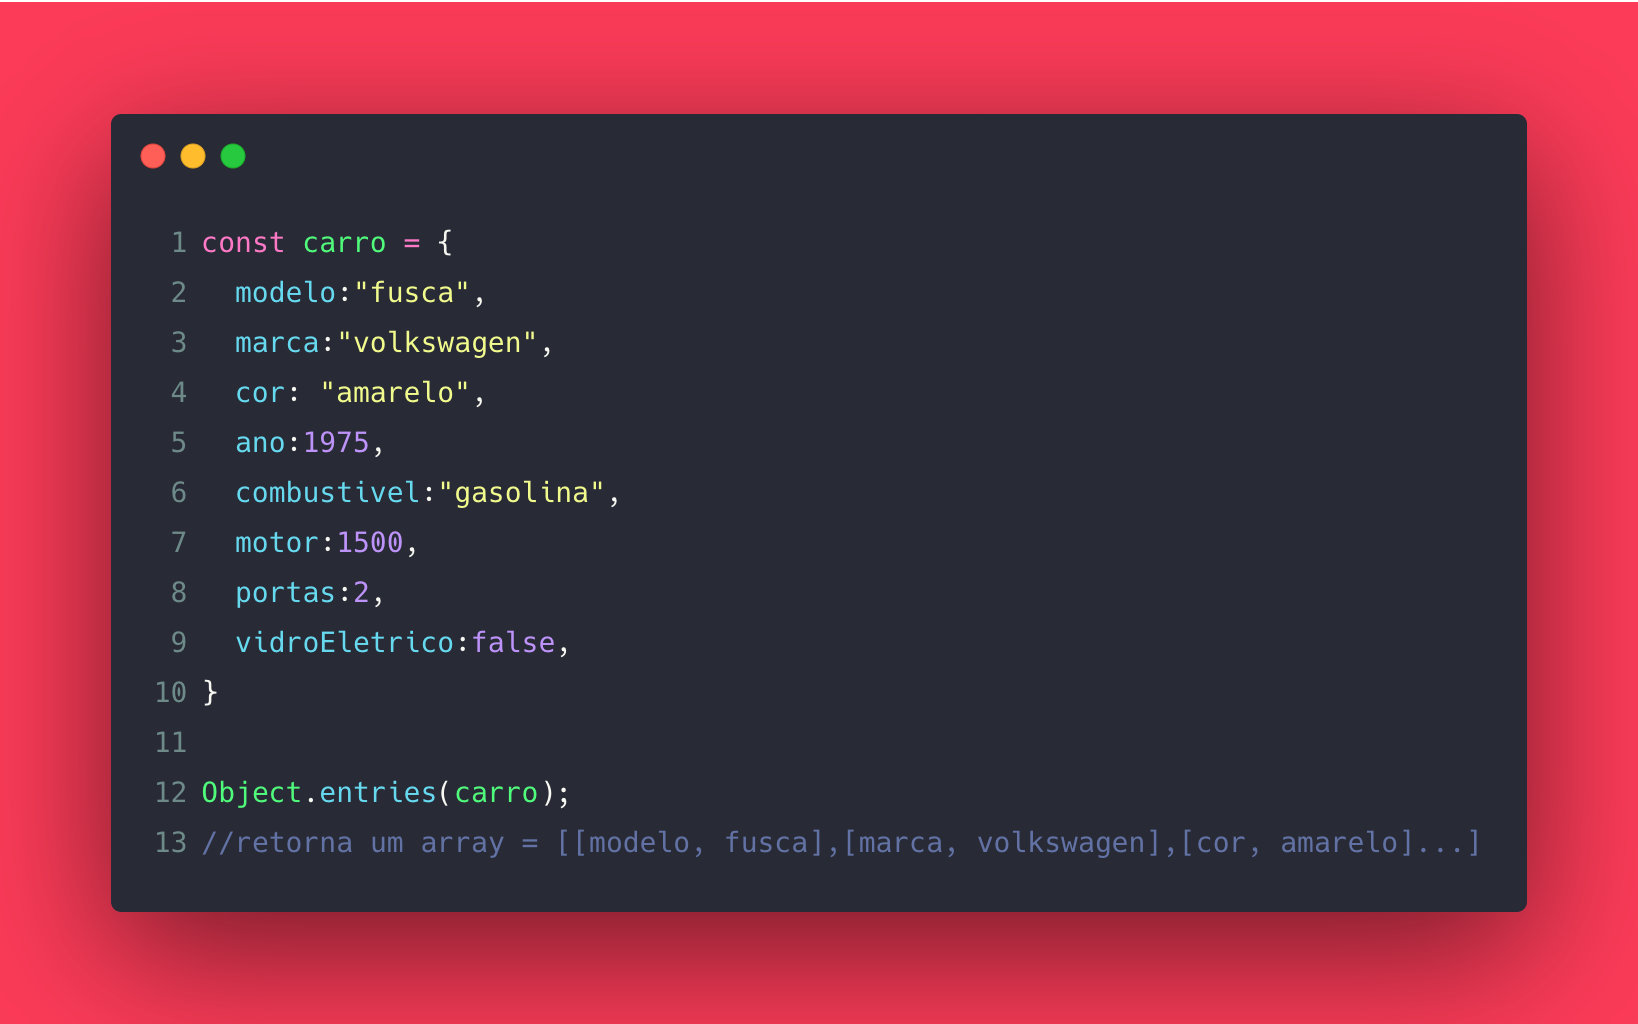 1 const carro = {
2   modelo:"fusca",
3   marca:"volkswagen",
4   cor: "amarelo",
5   ano:1975,
6   combustivel:"gasolina",
7   motor:1500,
8   portas:2,
9   vidroEletrico:false,
10 }
11
12 Object.entries(carro);
13 //retorna um array = [[modelo, fusca],[marca, volkswagen],[cor, amarelo]...]